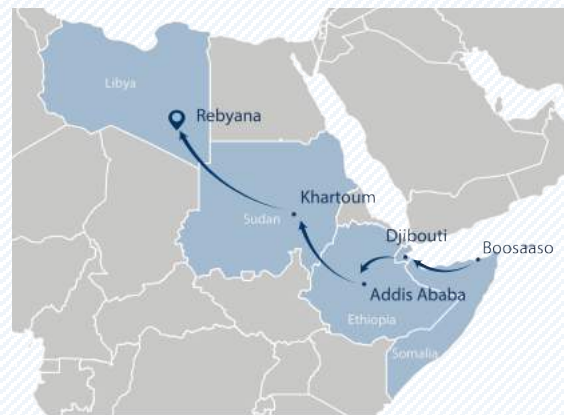 Libya
Rebyana
Khartoum
Sudan
Djibouti
Boosaaso
Addis Ababa
Ethiopia
Somalia